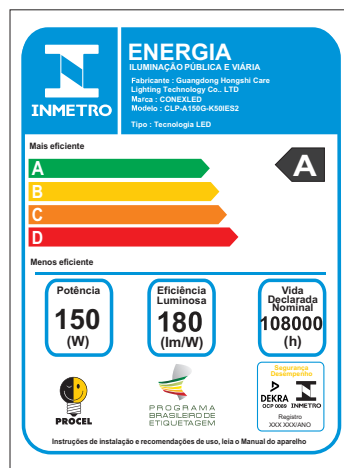 INMETRO
ENERGIA
ILUMINAÇÃO PÚBLICA E VIÁRIA
Fabricante : Guangdong Hongshi Care
Lighting Technology Co.. LTD
Marca : CONEXLED
Modelo : CLP-A150G-K50IES2
Tipo : Tecnologia LED
Mais eficiente
A
B
C
D
A
Menos eficiente
Potência
150
(W)
Eficiência
Luminosa
180
(lm/W)
Vida
Declarada
Nominal
108000
(h)
PROCEL
PROGRAMA
BRASILEIRO DE
ETIQUETAGEM
Segurança
Desempenho
DEKRA
OCP 0085
INMETRO
Registro
XXX XXX/ANO
Instruções de instalação e recomendações de uso, leia o Manual do aparelho